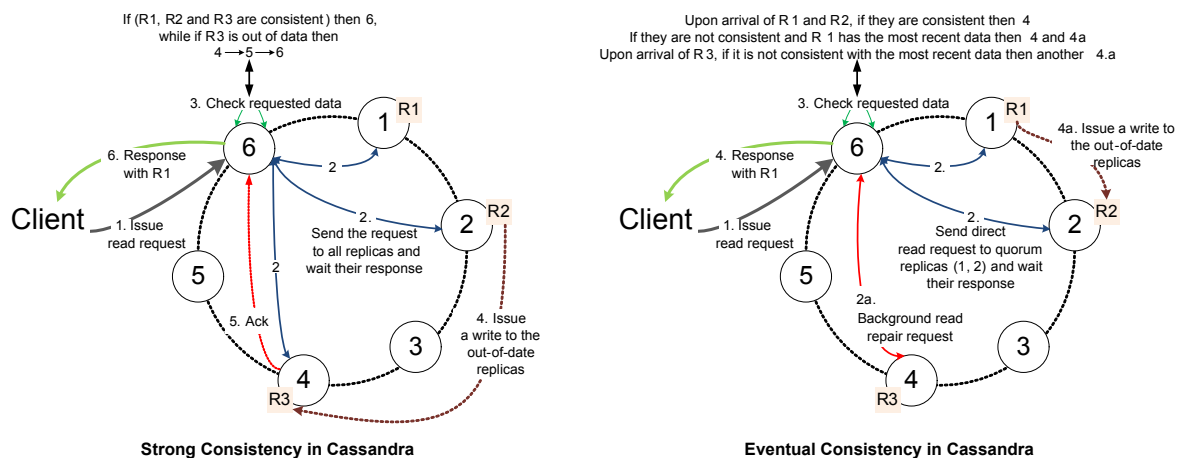 If (R1, R2 and R3 are consistent) then 6,
while if R3 is out of data then
4 → 5 → 6
3. Check requested data
R1
1
6
2
6. Response
with R1
Client
1. Issue
read request
2.
2
R2
Send the request
to all replicas and
wait their response
5
2
5. Ack
4. Issue
a write to the
out-of-date
replicas
3
4
R3
Strong Consistency in Cassandra
Upon arrival of R1 and R2, if they are consistent then 4
If they are not consistent and R1 has the most recent data then 4 and 4a
Upon arrival of R3, if it is not consistent with the most recent data then another 4.a
3. Check requested data
R1
1
6
2.
4a. Issue a write to
the out-of-date
replicas
4. Response
with R1
Client
1. Issue
read request
2.
2
R2
Send direct
read request to quorum
replicas (1, 2) and wait
their response
5
2a.
Background read
repair request
3
4
R3
Eventual Consistency in Cassandra